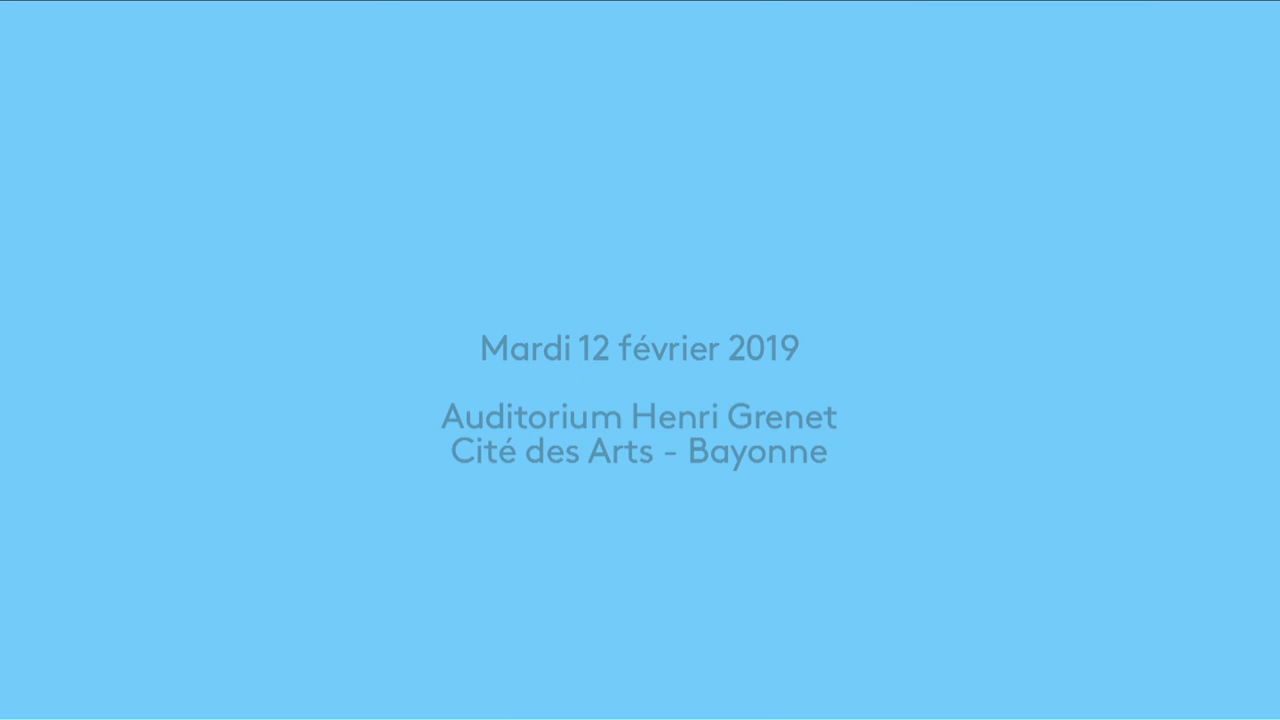 Mardi 12 février 2019
Auditorium Henri Grenet
Cité des Arts - Bayonne